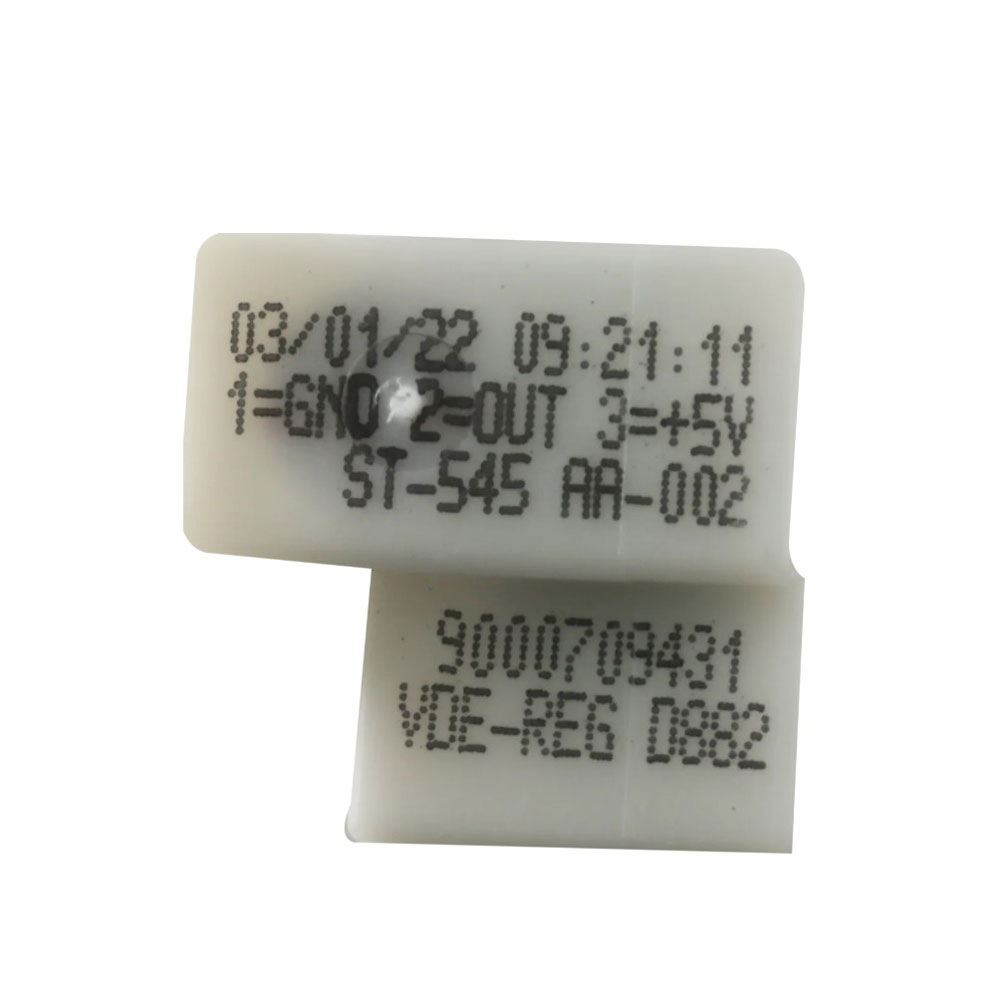 03/01/22 09:21:11
1=GND 2=OUT 3=+5V
ST-545 AA-002
9000709431
VDE-REG D882